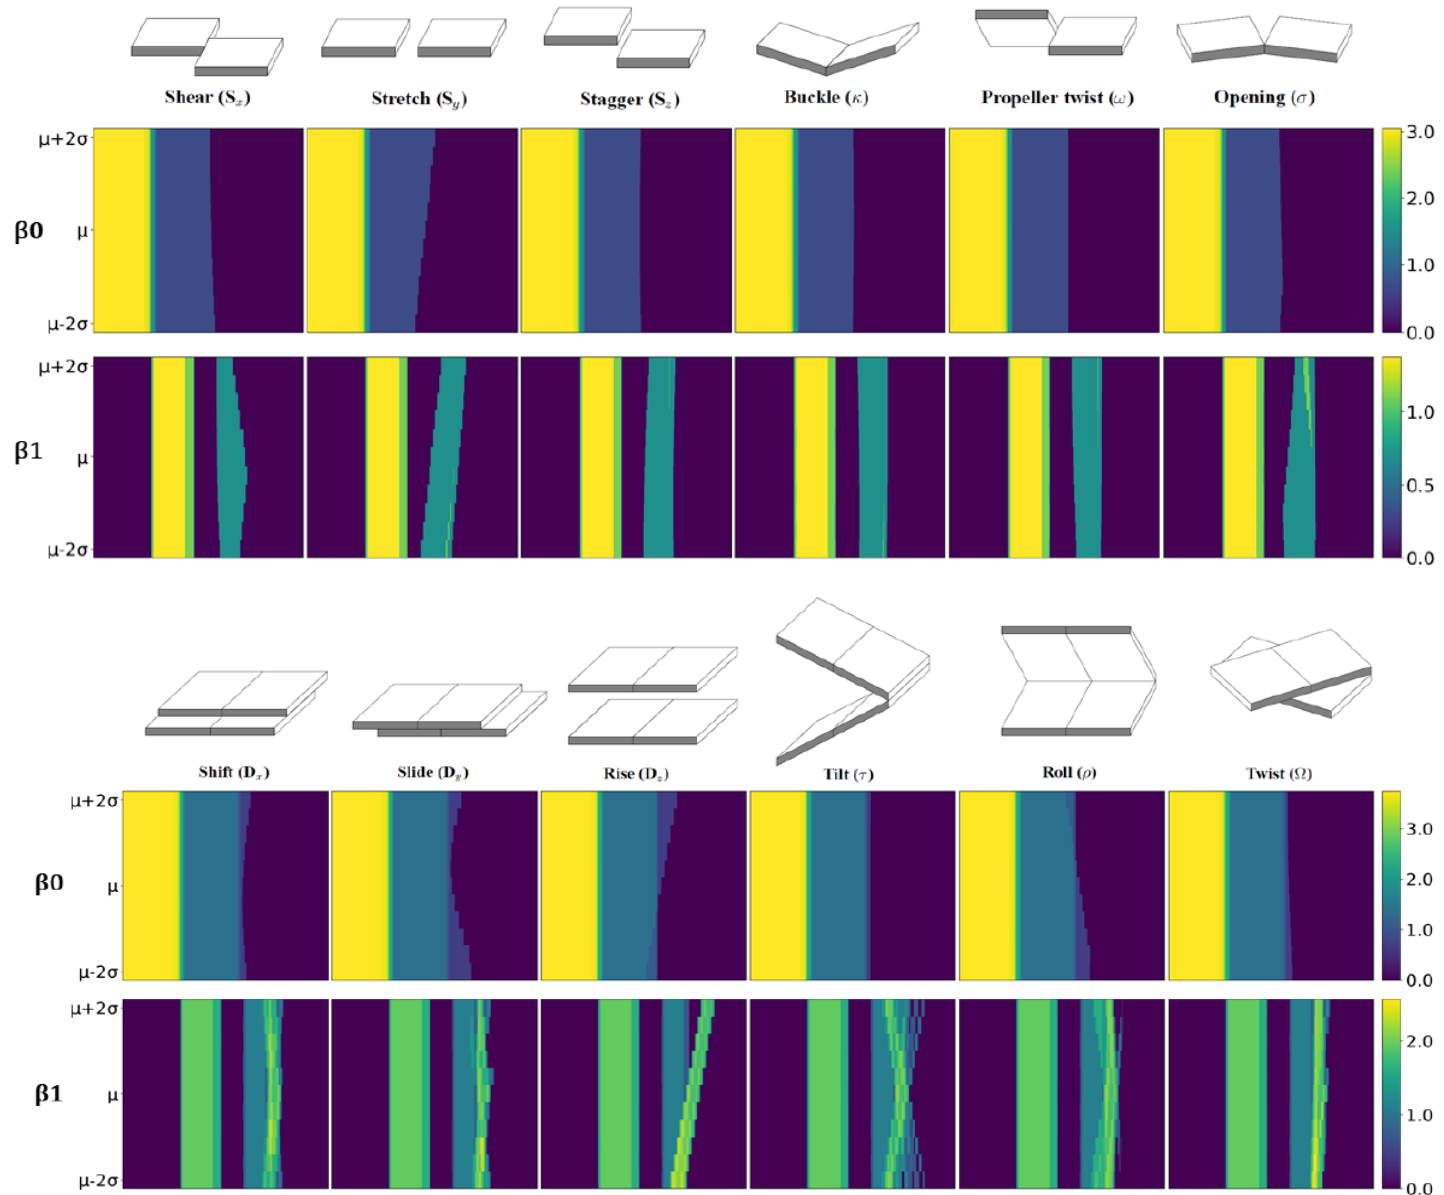 Shear (Sx) Stretch (Sy) Stagger (Sz) Buckle (κ) Propeller twist (ω) Opening (σ)
μ+2σ 3.0
2.0
β0 μ
1.0
μ-2σ 0.0
μ+2σ
1.0
β1 μ
0.5
μ-2σ 0.0
Shift (Dx) Slide (Dy) Rise (Dz) Tilt (τ) Roll (ρ) Twist (Ω)
μ+2σ
3.0
β0 μ 2.0
1.0
μ-2σ 0.0
μ+2σ
2.0
β1 μ
1.0
μ-2σ
0.0